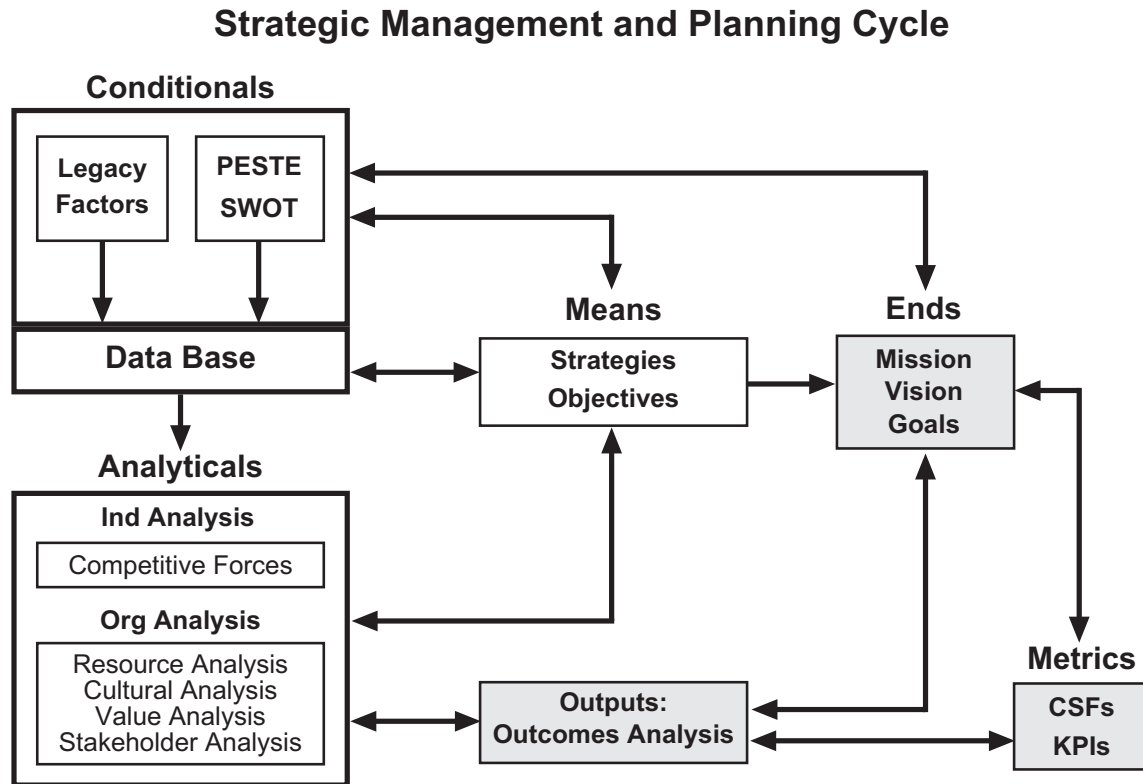 Strategic Management and Planning Cycle
Conditionals
Legacy
Factors
PESTE
SWOT
Data Base
Means
Strategies
Objectives
Ends
Mission
Vision
Goals
Analyticals
Ind Analysis
Competitive Forces
Org Analysis
Resource Analysis
Cultural Analysis
Value Analysis
Stakeholder Analysis
Outputs:
Outcomes Analysis
Metrics
CSFs
KPIs